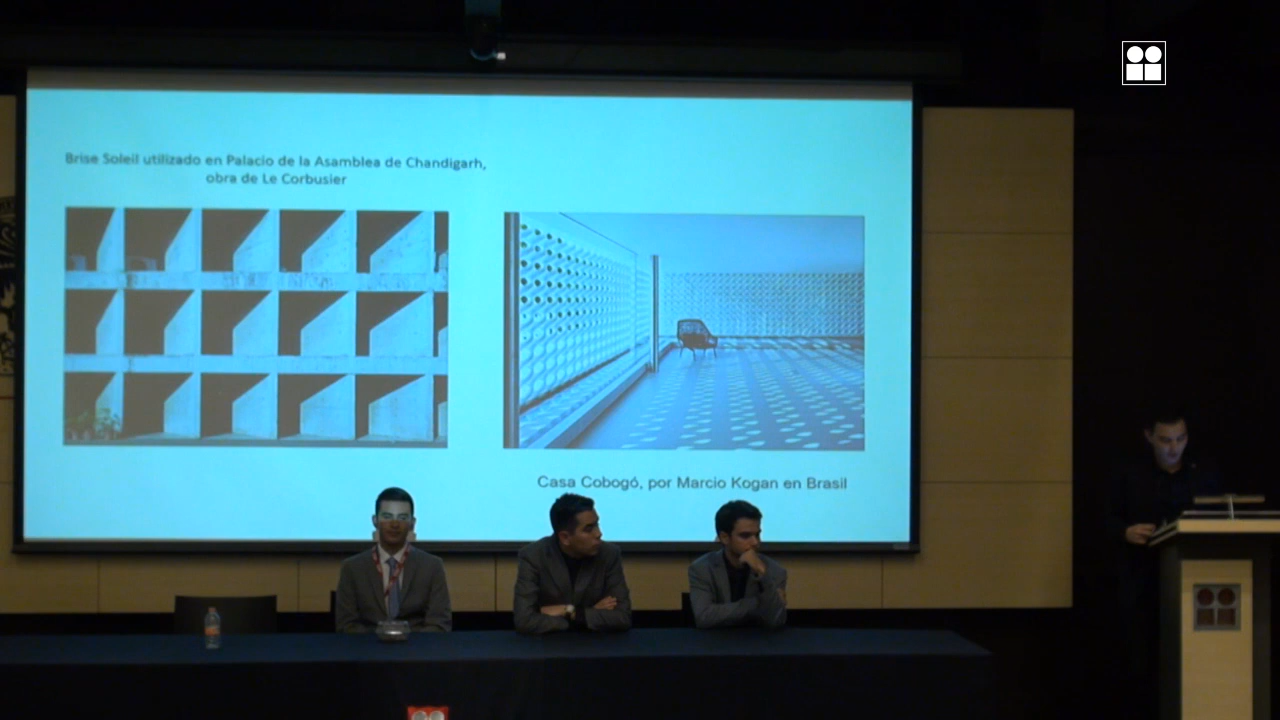 Brise Soleil utilizado en Palacio de la Asamblea de Chandigarh,
obra de Le Corbusier
Casa Cobogó, por Marcio Kogan en Brasil